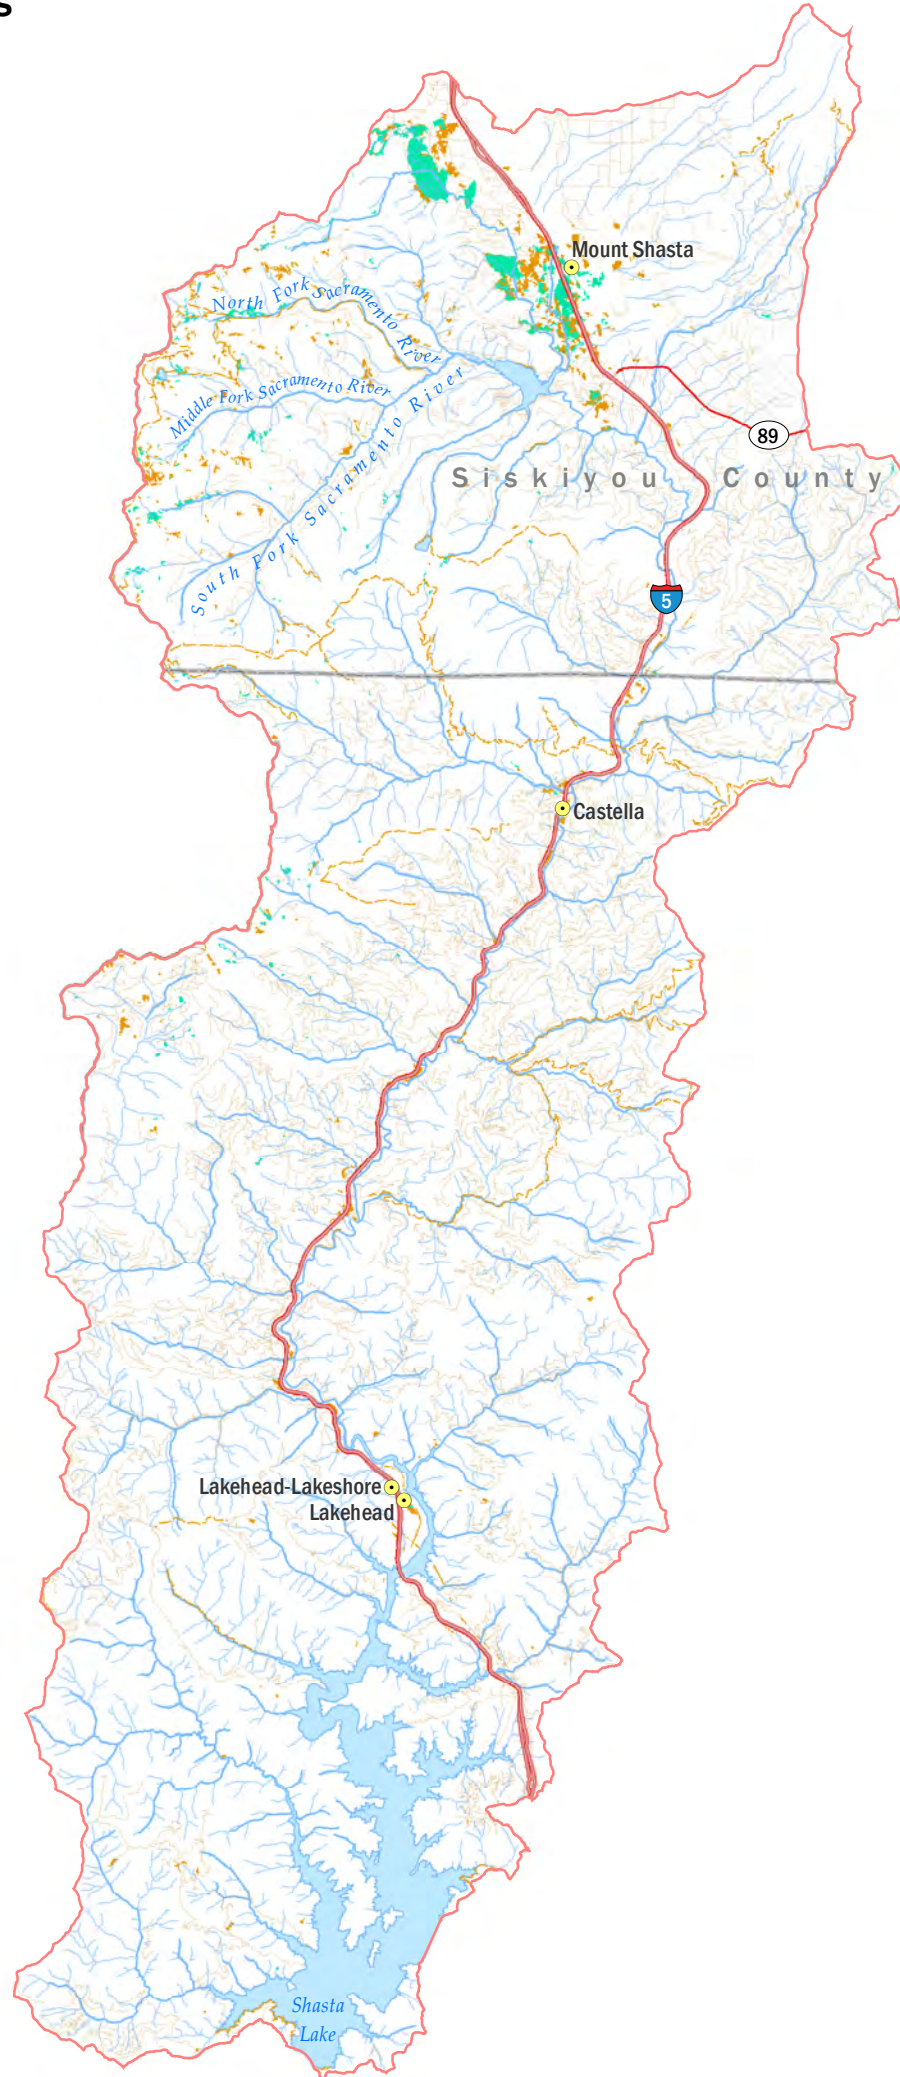 s
Mount Shasta
North Fork Sacramento River
Middle Fork Sacramento River
South Fork Sacramento River
89
Siskiyou County
5
Castella
Lakehead-Lakeshore
Lakehead
Shasta
Lake